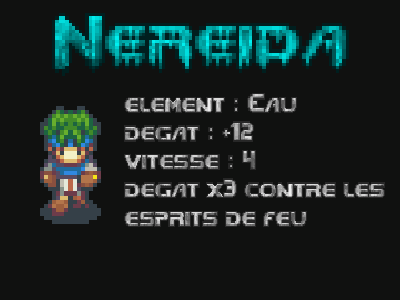 NEREIDA
ELEMENT : EAU
DEGAT : +12
VITESSE : 4
DEGAT X3 CONTRE LES
ESPRITS DE FEU